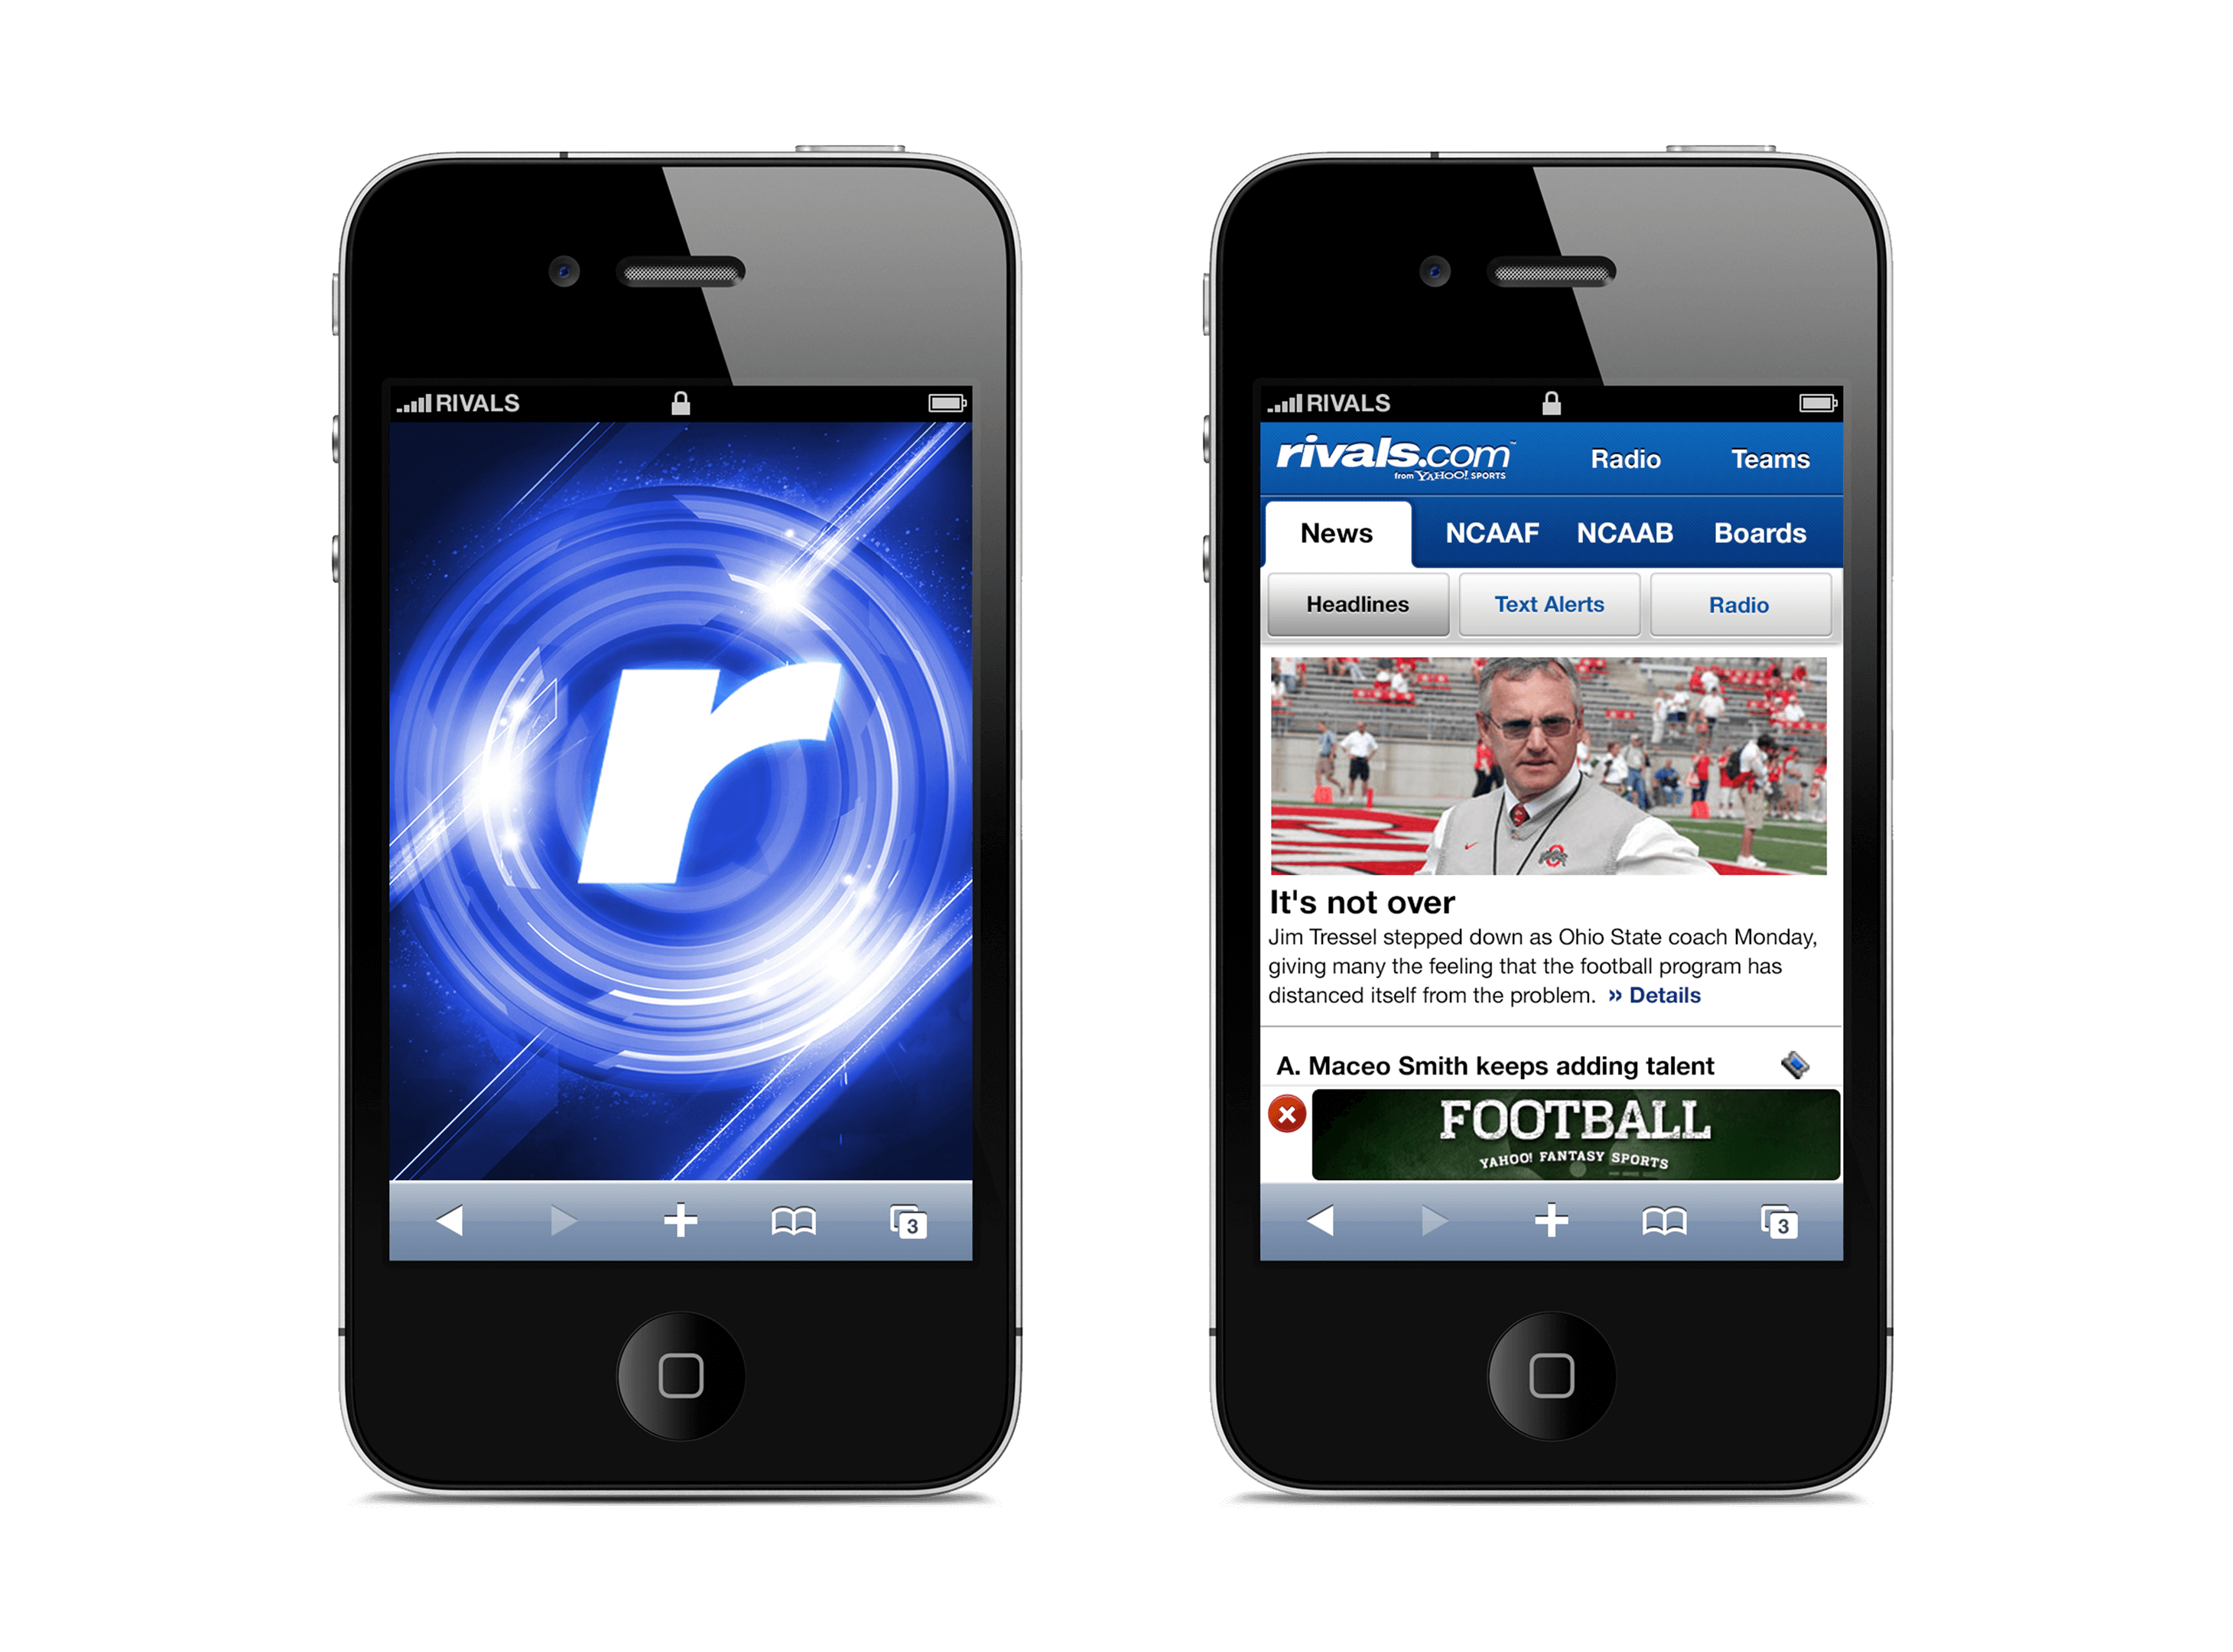 RIVALS
r
3
RIVALS
rivals.com™
from YAHOO! SPORTS
Radio
Teams
News
NCAAF
NCAAB
Boards
Headlines
Text Alerts
Radio
It's not over
Jim Tressel stepped down as Ohio State coach Monday,
giving many the feeling that the football program has
distanced itself from the problem. » Details
A. Maceo Smith keeps adding talent
FOOTBALL
YAHOO! FANTASY SPORTS
3